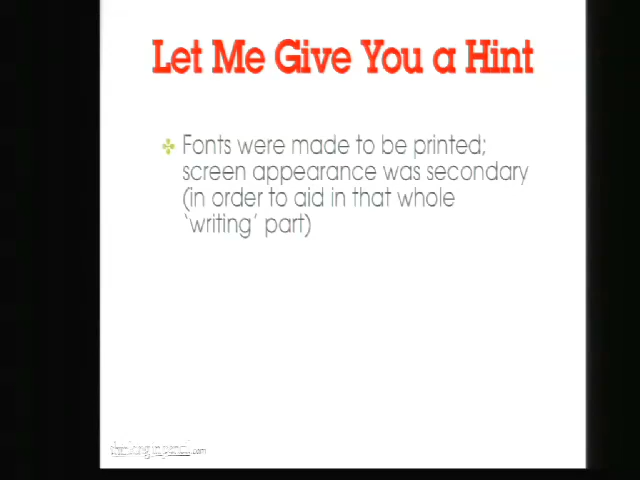 Let Me Give You a Hint
Fonts were made to be printed;
screen appearance was secondary
(in order to aid in that whole
‘writing’ part)